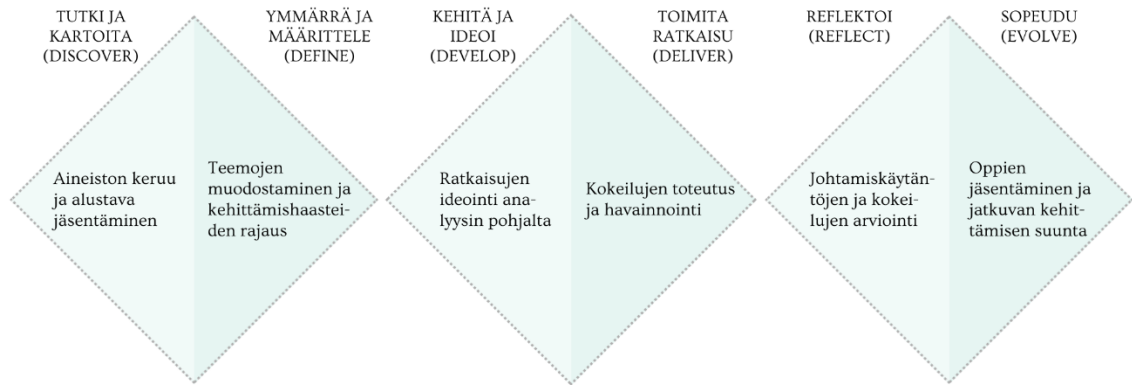 TUTKI JA
KARTOITA
(DISCOVER)
YMMÄRRÄ JA
MÄÄRITTELE
(DEFINE)
KEHITÄ JA
IDEOI
(DEVELOP)
TOIMITA
RATKAISU
(DELIVER)
REFLEKTOI
(REFLECT)
SOPEUDU
(EVOLVE)
Aineiston keruu
ja alustava
jäsentäminen
Teemojen
muodostaminen ja
kehittämishaastei-
den rajaus
Ratkaisujen
ideointi ana-
lyysin pohjalta
Kokeilujen toteutus
ja havainnointi
Johtamiskäytän-
töjen ja kokei-
lujen arviointi
Oppien
jäsentäminen ja
jatkuvan kehit-
tämisen suunta